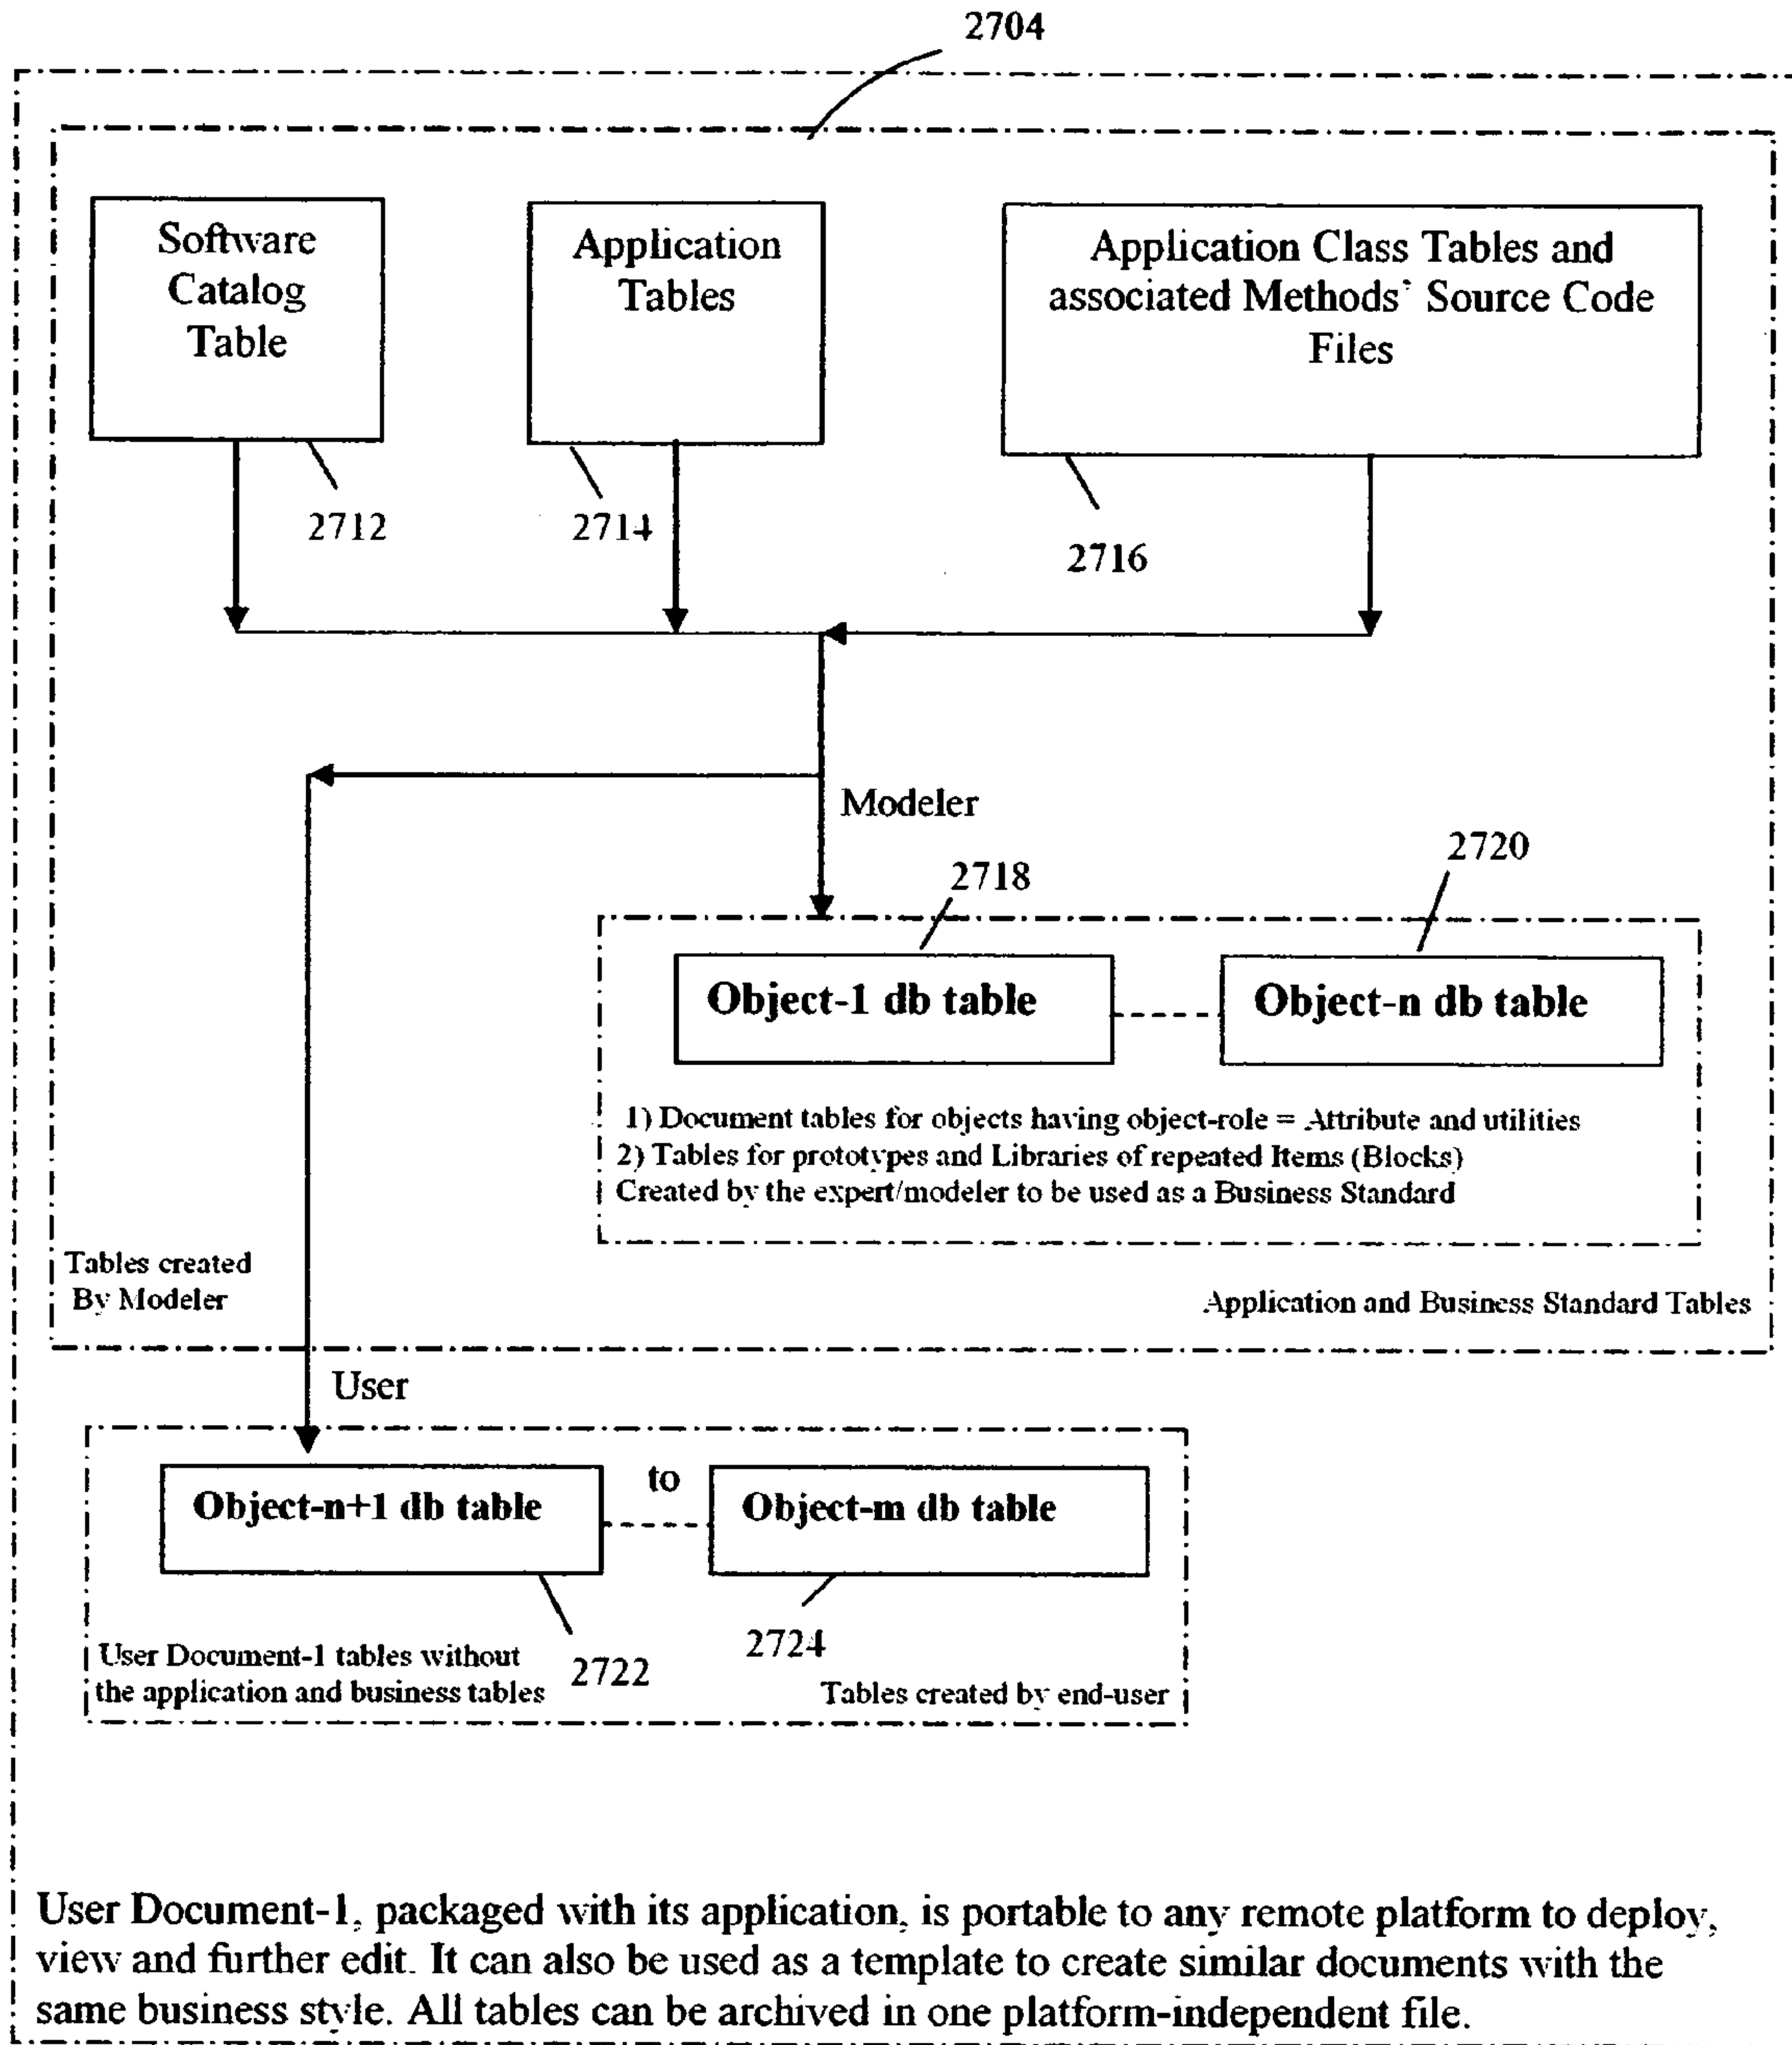 2704
Software
Catalog
Table
Application
Tables
Application Class Tables and
associated Methods' Source Code
Files
2712
2714
2716
Modeler
2718
2720
Object-1 db table
Object-n db table
1) Document tables for objects having object-role = Attribute and utilities
2) Tables for prototypes and Libraries of repeated Items (Blocks)
Created by the expert/modeler to be used as a Business Standard
Tables created
By Modeler
Application and Business Standard Tables
User
Object-n+1 db table
to
Object-m db table
2722
2724
User Document-1 tables without
the application and business tables
Tables created by end-user
User Document-1, packaged with its application, is portable to any remote platform to deploy,
view and further edit. It can also be used as a template to create similar documents with the
same business style. All tables can be archived in one platform-independent file.